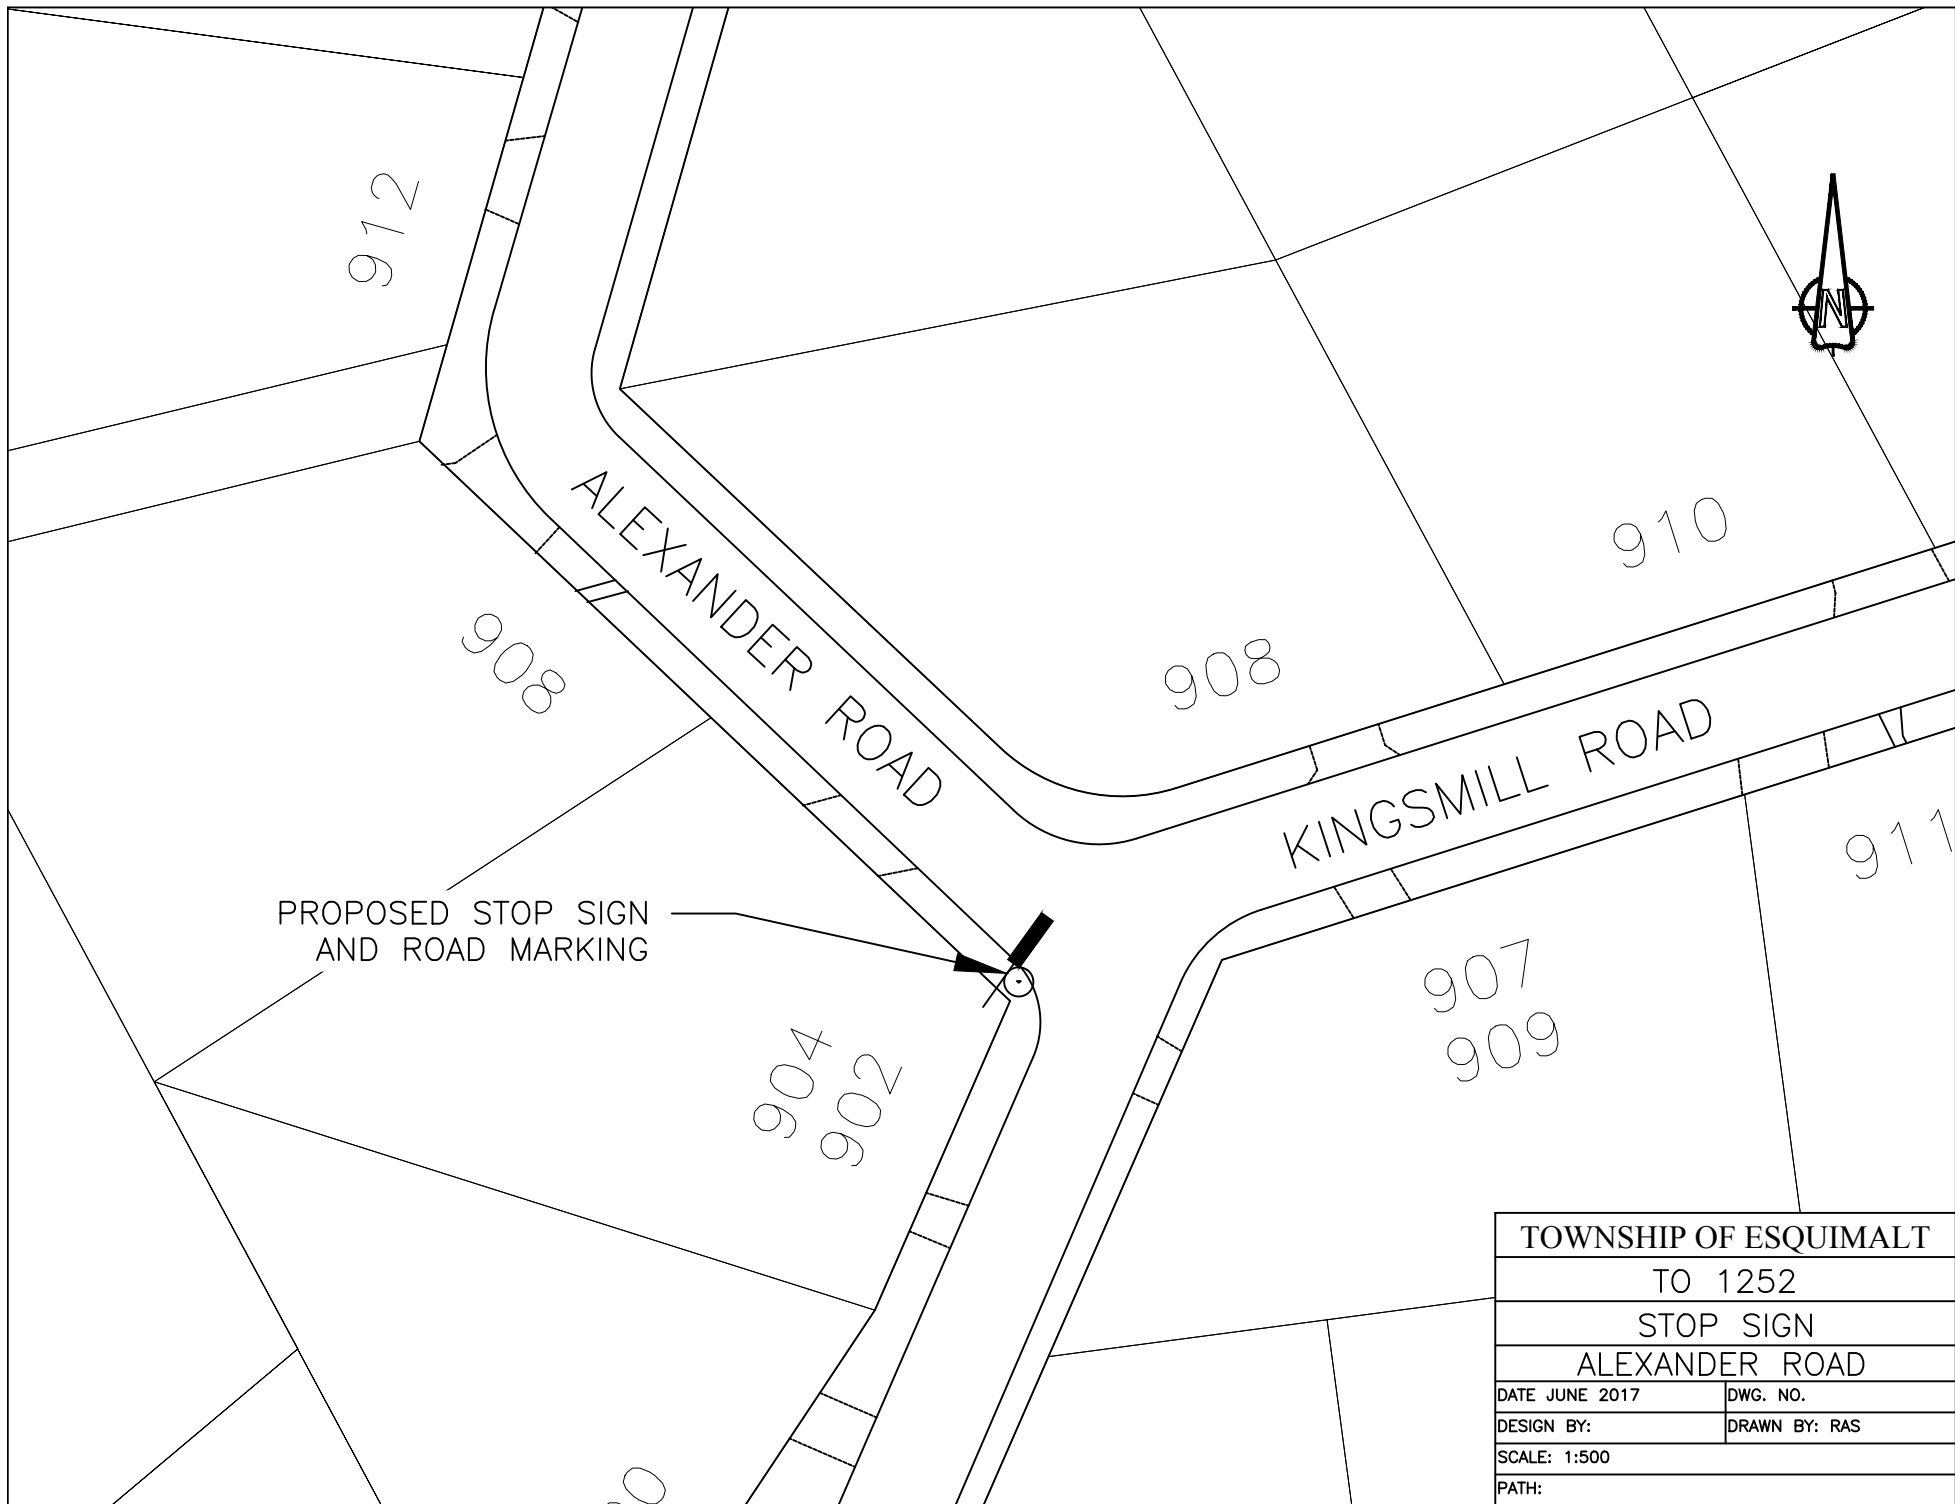 912
N
910
ALEXANDER ROAD
908
908
KINGSMILL ROAD
911
PROPOSED STOP SIGN
AND ROAD MARKING
907
909
904
902
TOWNSHIP OF ESQUIMALT
TO 1252
STOP SIGN
ALEXANDER ROAD
DATE JUNE 2017
DWG. NO.
DESIGN BY:
DRAWN BY: RAS
SCALE: 1:500
PATH: